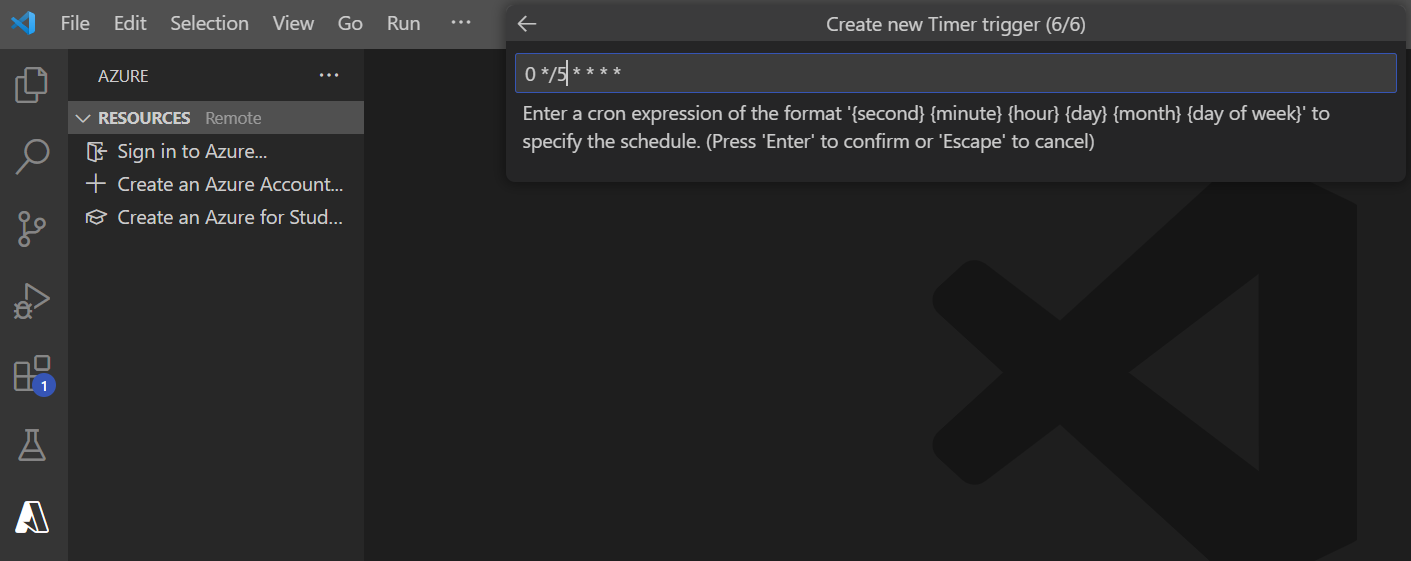 File Edit Selection View Go Run ···
Create new Timer trigger (6/6)
0 */5 * * * *
Enter a cron expression of the format '{second} {minute} {hour} {day} {month} {day of week}' to
specify the schedule. (Press 'Enter' to confirm or 'Escape' to cancel)
AZURE ···
RESOURCES Remote
Sign in to Azure...
Create an Azure Account...
Create an Azure for Stud...
1